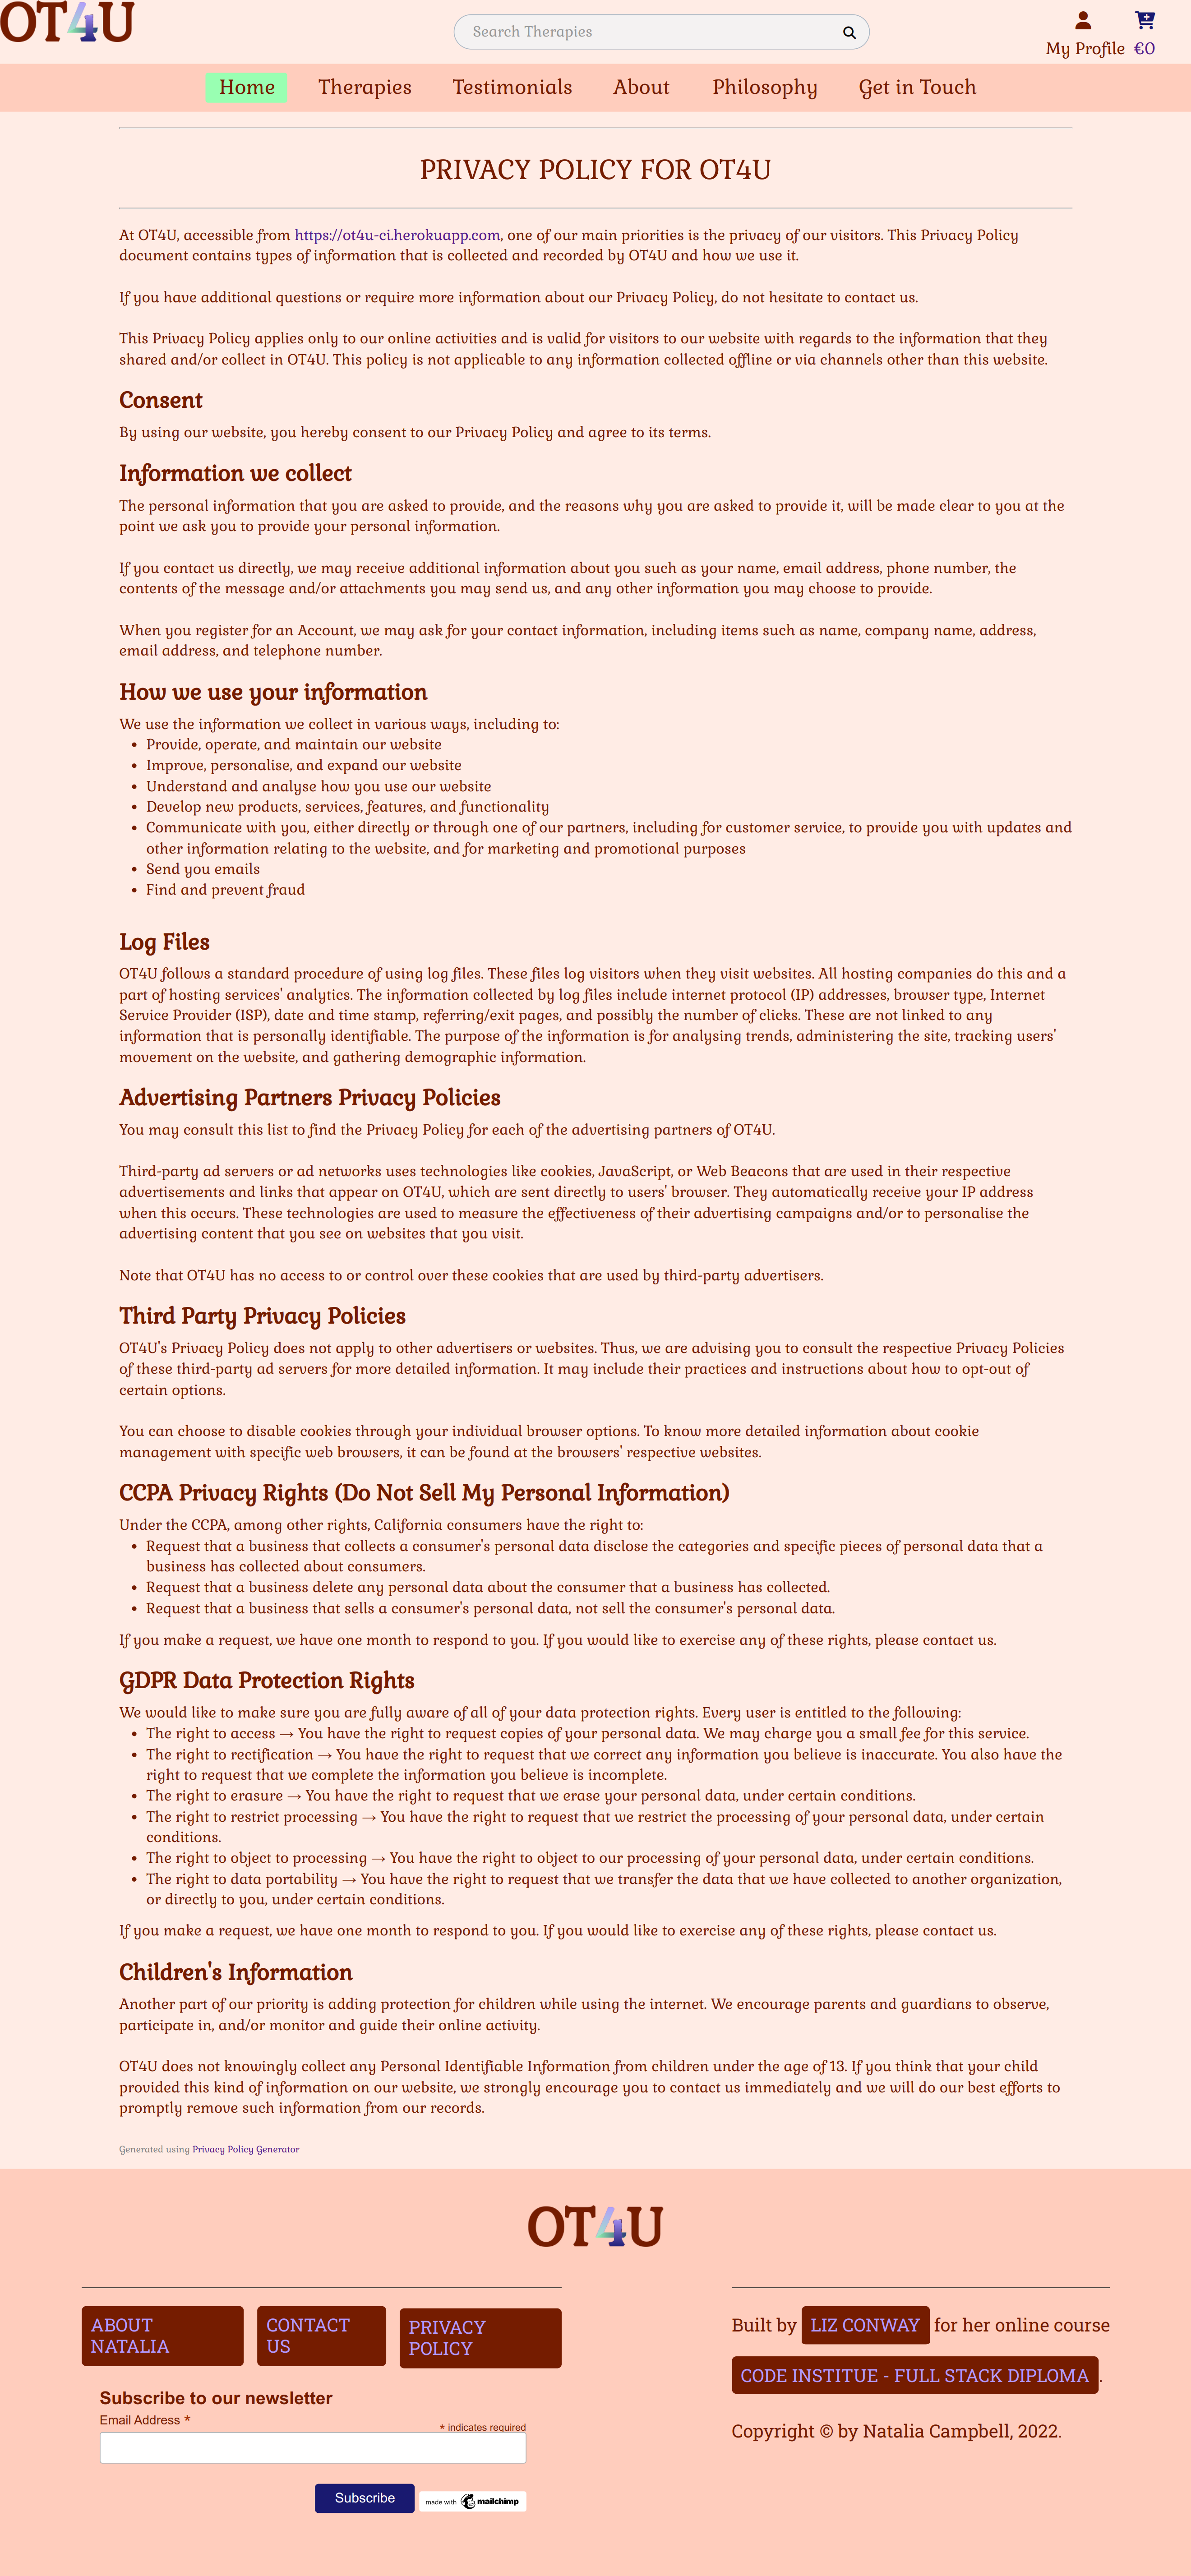 OT4U
Search Therapies
My Profile €0
Home Therapies Testimonials About Philosophy Get in Touch
PRIVACY POLICY FOR OT4U
At OT4U, accessible from https://ot4u-ci.herokuapp.com, one of our main priorities is the privacy of our visitors. This Privacy Policy
document contains types of information that is collected and recorded by OT4U and how we use it.
If you have additional questions or require more information about our Privacy Policy, do not hesitate to contact us.
This Privacy Policy applies only to our online activities and is valid for visitors to our website with regards to the information that they
shared and/or collect in OT4U. This policy is not applicable to any information collected offline or via channels other than this website.
Consent
By using our website, you hereby consent to our Privacy Policy and agree to its terms.
Information we collect
The personal information that you are asked to provide, and the reasons why you are asked to provide it, will be made clear to you at the
point we ask you to provide your personal information.
If you contact us directly, we may receive additional information about you such as your name, email address, phone number, the
contents of the message and/or attachments you may send us, and any other information you may choose to provide.
When you register for an Account, we may ask for your contact information, including items such as name, company name, address,
email address, and telephone number.
How we use your information
We use the information we collect in various ways, including to:
• Provide, operate, and maintain our website
• Improve, personalise, and expand our website
• Understand and analyse how you use our website
• Develop new products, services, features, and functionality
• Communicate with you, either directly or through one of our partners, including for customer service, to provide you with updates and
other information relating to the website, and for marketing and promotional purposes
• Send you emails
• Find and prevent fraud
Log Files
OT4U follows a standard procedure of using log files. These files log visitors when they visit websites. All hosting companies do this and a
part of hosting services' analytics. The information collected by log files include internet protocol (IP) addresses, browser type, Internet
Service Provider (ISP), date and time stamp, referring/exit pages, and possibly the number of clicks. These are not linked to any
information that is personally identifiable. The purpose of the information is for analysing trends, administering the site, tracking users'
movement on the website, and gathering demographic information.
Advertising Partners Privacy Policies
You may consult this list to find the Privacy Policy for each of the advertising partners of OT4U.
Third-party ad servers or ad networks uses technologies like cookies, JavaScript, or Web Beacons that are used in their respective
advertisements and links that appear on OT4U, which are sent directly to users' browser. They automatically receive your IP address
when this occurs. These technologies are used to measure the effectiveness of their advertising campaigns and/or to personalise the
advertising content that you see on websites that you visit.
Note that OT4U has no access to or control over these cookies that are used by third-party advertisers.
Third Party Privacy Policies
OT4U's Privacy Policy does not apply to other advertisers or websites. Thus, we are advising you to consult the respective Privacy Policies
of these third-party ad servers for more detailed information. It may include their practices and instructions about how to opt-out of
certain options.
You can choose to disable cookies through your individual browser options. To know more detailed information about cookie
management with specific web browsers, it can be found at the browsers' respective websites.
CCPA Privacy Rights (Do Not Sell My Personal Information)
Under the CCPA, among other rights, California consumers have the right to:
• Request that a business that collects a consumer's personal data disclose the categories and specific pieces of personal data that a
business has collected about consumers.
• Request that a business delete any personal data about the consumer that a business has collected.
• Request that a business that sells a consumer's personal data, not sell the consumer's personal data.
If you make a request, we have one month to respond to you. If you would like to exercise any of these rights, please contact us.
GDPR Data Protection Rights
We would like to make sure you are fully aware of all of your data protection rights. Every user is entitled to the following:
• The right to access → You have the right to request copies of your personal data. We may charge you a small fee for this service.
• The right to rectification → You have the right to request that we correct any information you believe is inaccurate. You also have the
right to request that we complete the information you believe is incomplete.
• The right to erasure → You have the right to request that we erase your personal data, under certain conditions.
• The right to restrict processing → You have the right to request that we restrict the processing of your personal data, under certain
conditions.
• The right to object to processing → You have the right to object to our processing of your personal data, under certain conditions.
• The right to data portability → You have the right to request that we transfer the data that we have collected to another organization,
or directly to you, under certain conditions.
If you make a request, we have one month to respond to you. If you would like to exercise any of these rights, please contact us.
Children's Information
Another part of our priority is adding protection for children while using the internet. We encourage parents and guardians to observe,
participate in, and/or monitor and guide their online activity.
OT4U does not knowingly collect any Personal Identifiable Information from children under the age of 13. If you think that your child
provided this kind of information on our website, we strongly encourage you to contact us immediately and we will do our best efforts to
promptly remove such information from our records.
Generated using Privacy Policy Generator
OT4U
ABOUT
NATALIA
CONTACT
US
PRIVACY
POLICY
Subscribe to our newsletter
Email Address *
* indicates required
Subscribe
made with mailchimp
Built by LIZ CONWAY for her online course
CODE INSTITUE - FULL STACK DIPLOMA .
Copyright © by Natalia Campbell, 2022.